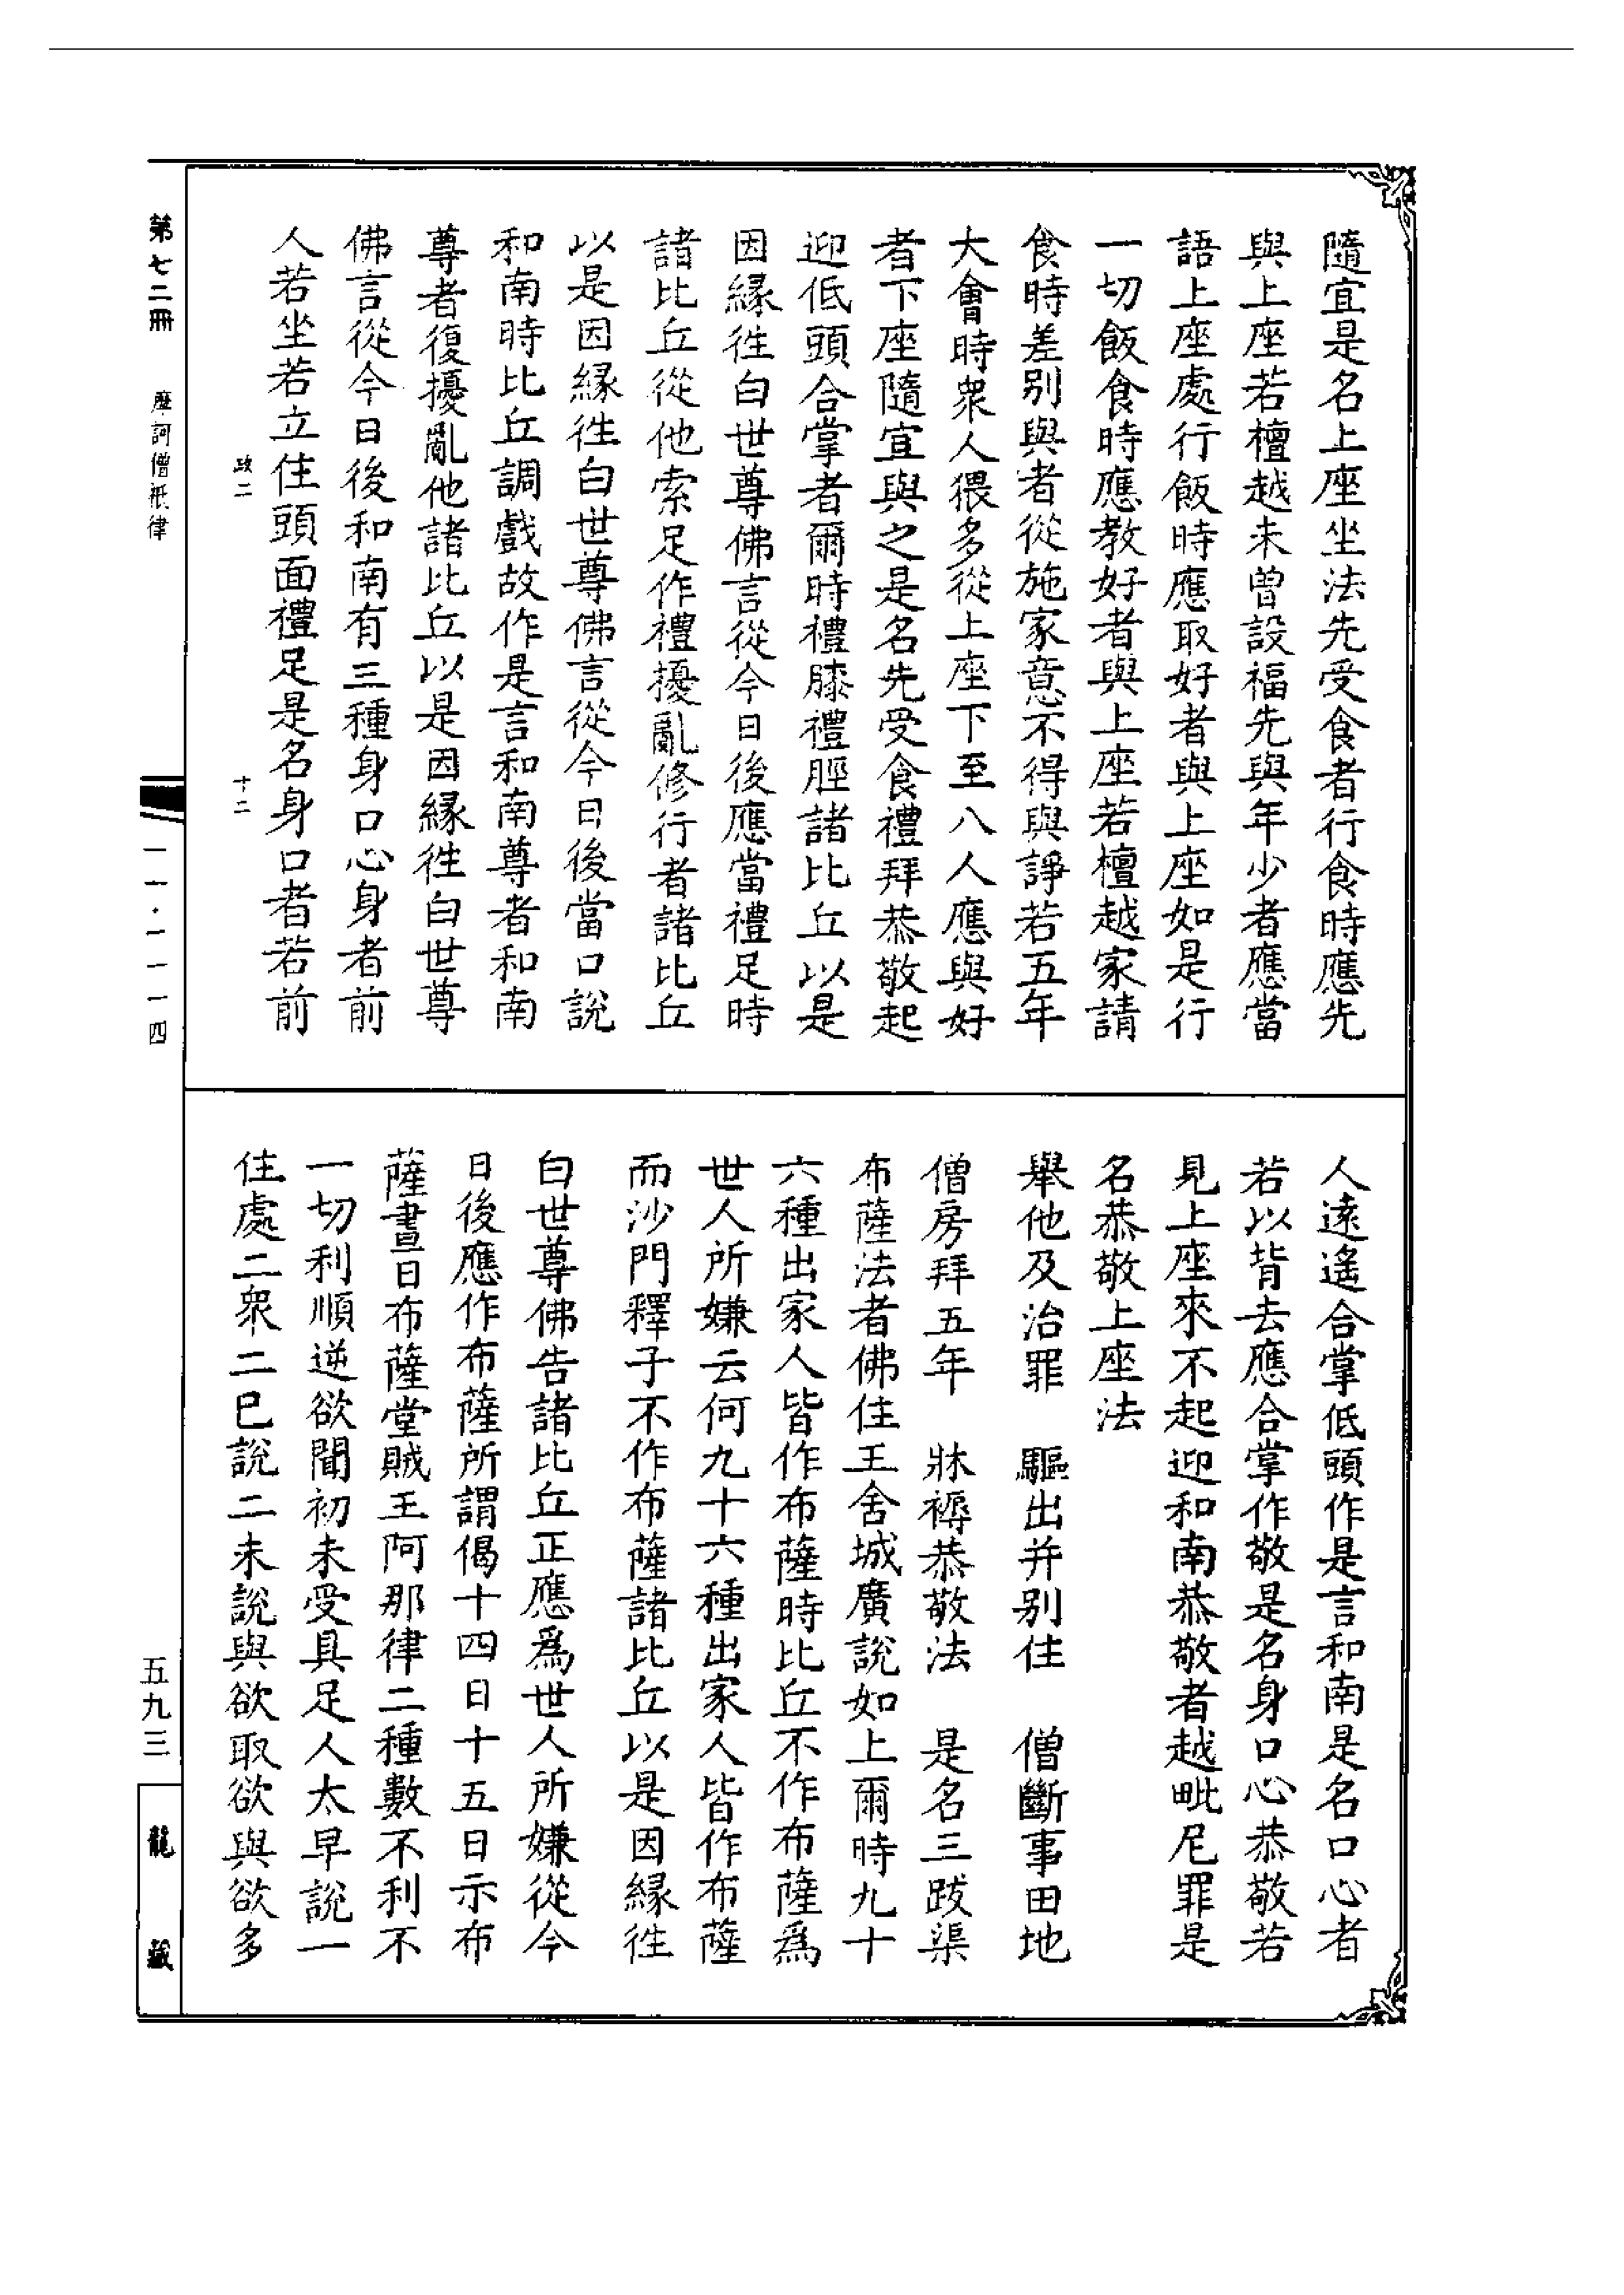 隨宜是名上座坐法先受食者行食時應先
與上座若檀越未曾設福先與年少者應當
語上座處行飯時應取好者與上座如是行
一切飯食時應教好者與上座若檀越家請
食時差别與者從施家意不得與諍若五年
大會時衆人猥多從上座下至八人應與好
者下座隨宜與之是名先受食禮拜恭敬起
迎低頭合掌者爾時禮膝禮脛諸比丘以是
因緣徃白世尊佛言從今日後應當禮足時
諸比丘從他索足作禮擾亂修行者諸比丘
以是因緣徃白世尊佛言從今日後當口說
和南時比丘調戲故作是言和南尊者和南
尊者復擾亂他諸比丘以是因緣徃白世尊
佛言從今日後和南有三種身口心身者前
人若坐若立住頭面禮足是名身口者若前
人遠遙合掌低頭作是言和南是名口心者
若以背去應合掌作敬是名身口心恭敬若
見上座來不起迎和南恭敬者越毗尼罪是
名恭敬上座法
舉他及治罪　驅出并别住　僧斷事田地
僧房拜五年　牀褥恭敬法　是名三跋渠
布薩法者佛住王舍城廣說如上爾時九十
六種出家人皆作布薩時比丘不作布薩爲
世人所嫌云何九十六種出家人皆作布薩
而沙門釋子不作布薩諸比丘以是因緣徃
白世尊佛告諸比丘正應爲世人所嫌從今
日後應作布薩所謂偈十四日十五日示布
薩晝日布薩堂賊王阿那律二種數不利不
一切利順逆欲聞初未受具足人太早說一
住處二衆二已說二未說與欲取欲與欲多
第七二冊　摩訶僧祇律　一一·一一一四　五九三　龍藏
政二　十二